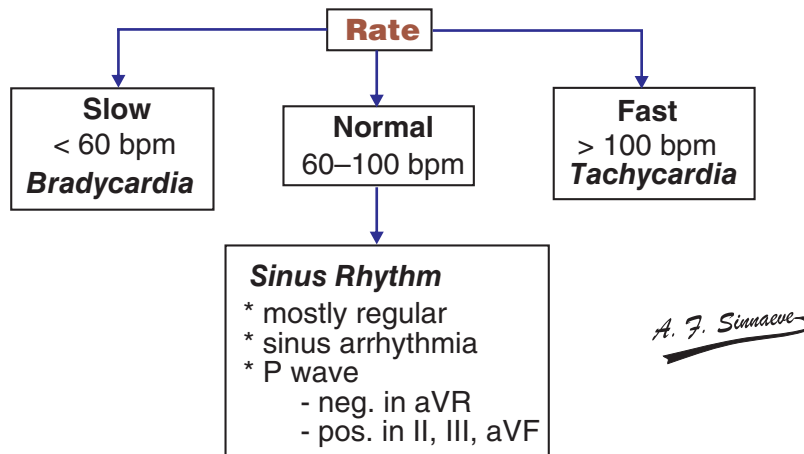 Rate
Slow
< 60 bpm
Bradycardia
Normal
60–100 bpm
Fast
> 100 bpm
Tachycardia
Sinus Rhythm
* mostly regular
* sinus arrhythmia
* P wave
- neg. in aVR
- pos. in II, III, aVF
A. F. Sinnaeve